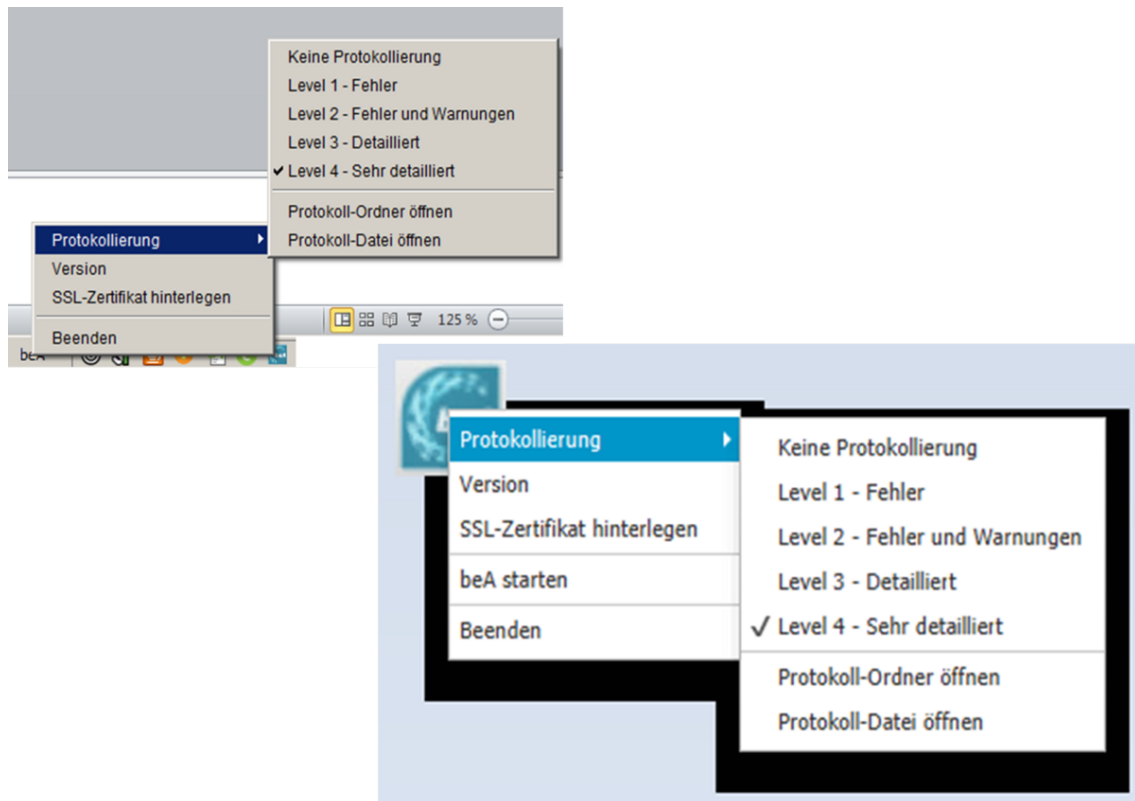 Keine Protokollierung
Level 1 - Fehler
Level 2 - Fehler und Warnungen
Level 3 - Detailliert
Level 4 - Sehr detailliert
Protokoll-Ordner öffnen
Protokoll-Datei öffnen
Protokollierung
Version
SSL-Zertifikat hinterlegen
Beenden
125 %
Protokollierung
Version
SSL-Zertifikat hinterlegen
beA starten
Beenden
Keine Protokollierung
Level 1 - Fehler
Level 2 - Fehler und Warnungen
Level 3 - Detailliert
Level 4 - Sehr detailliert
Protokoll-Ordner öffnen
Protokoll-Datei öffnen